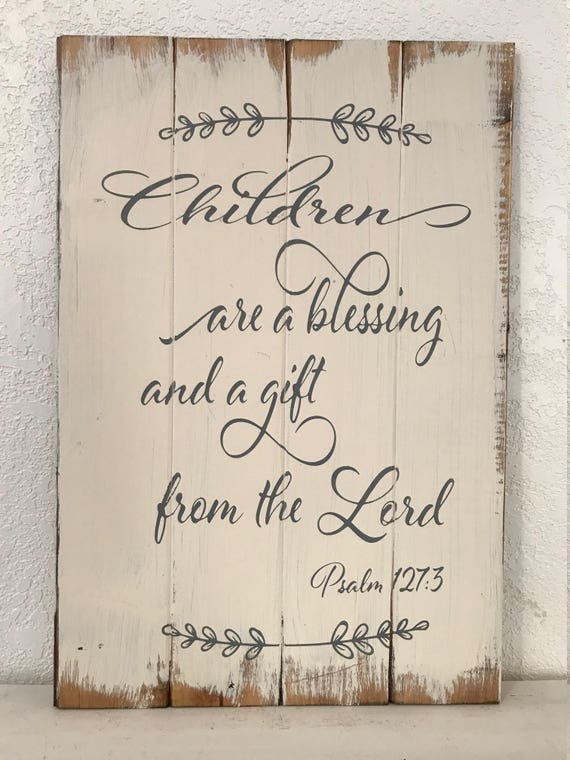 Children
are a blessing
and a gift
from the Lord
Psalm 127:3